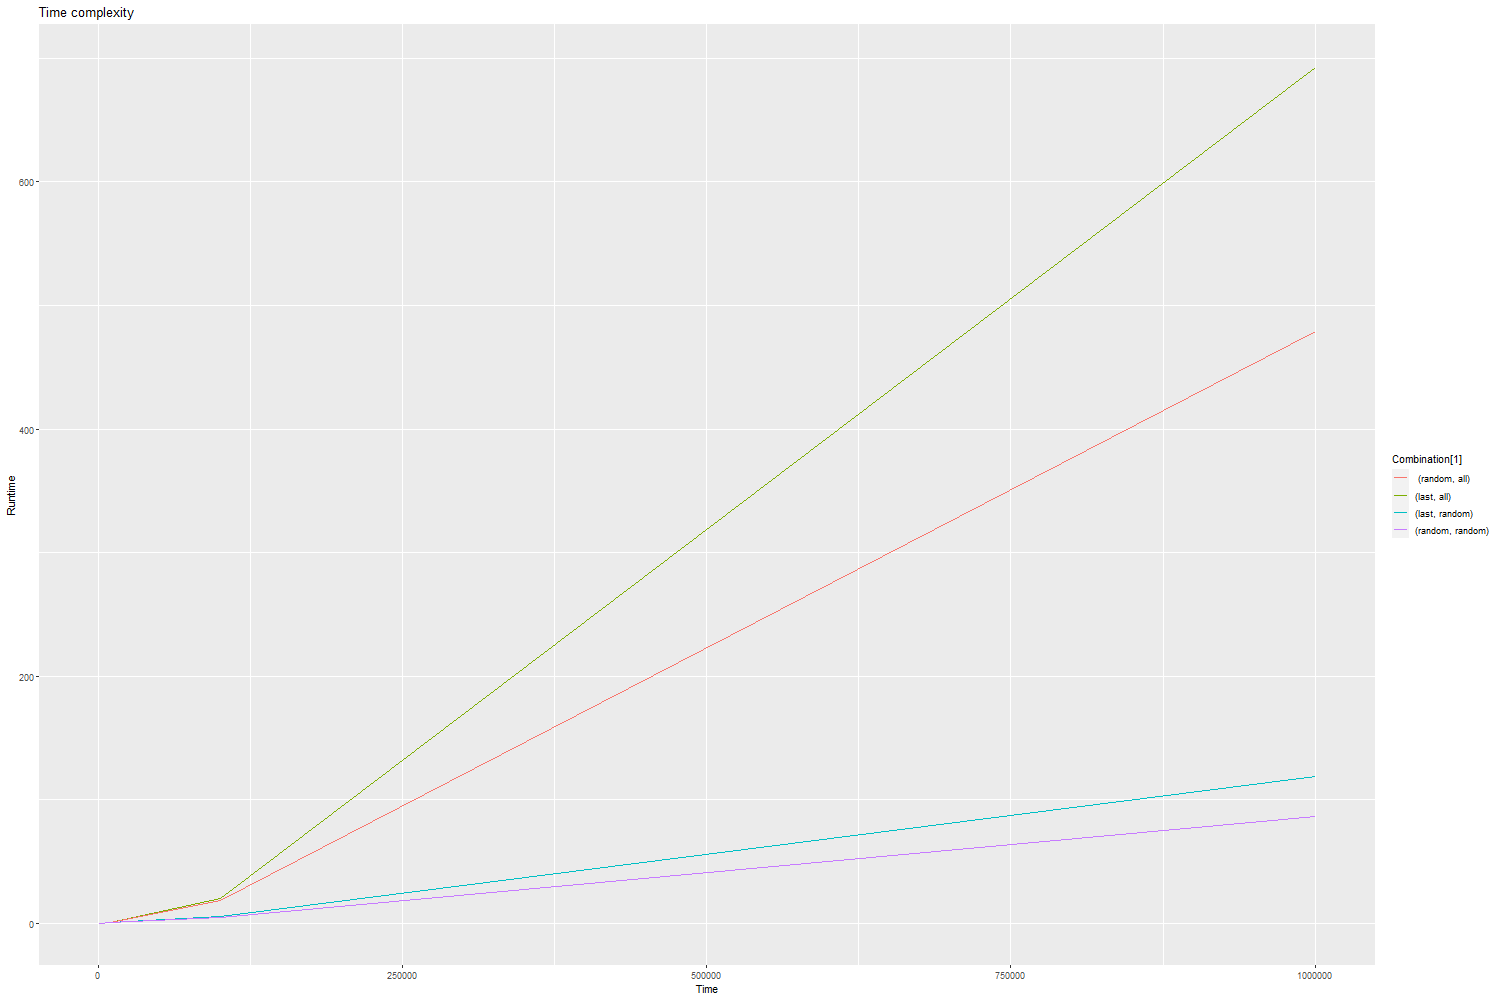 Time complexity
600
400
200
0
Runtime
0 250000 500000 750000 1000000
Time
Combination[1]
(random, all)
(last, all)
(last, random)
(random, random)